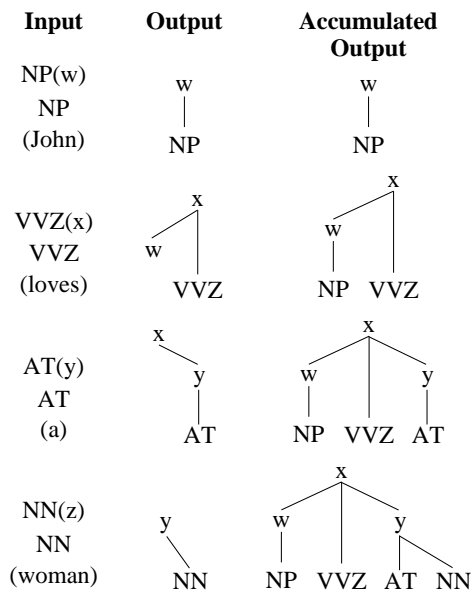 Input Output Accumulated
Output
NP(w)
NP
(John)
w
NP
w
NP
VVZ(x)
VVZ
(loves)
x
w
VVZ
x
w
NP VVZ
AT(y)
AT
(a)
x
y
AT
x
w y
NP VVZ AT
NN(z)
NN
(woman)
y
NN
x
w y
NP VVZ AT NN